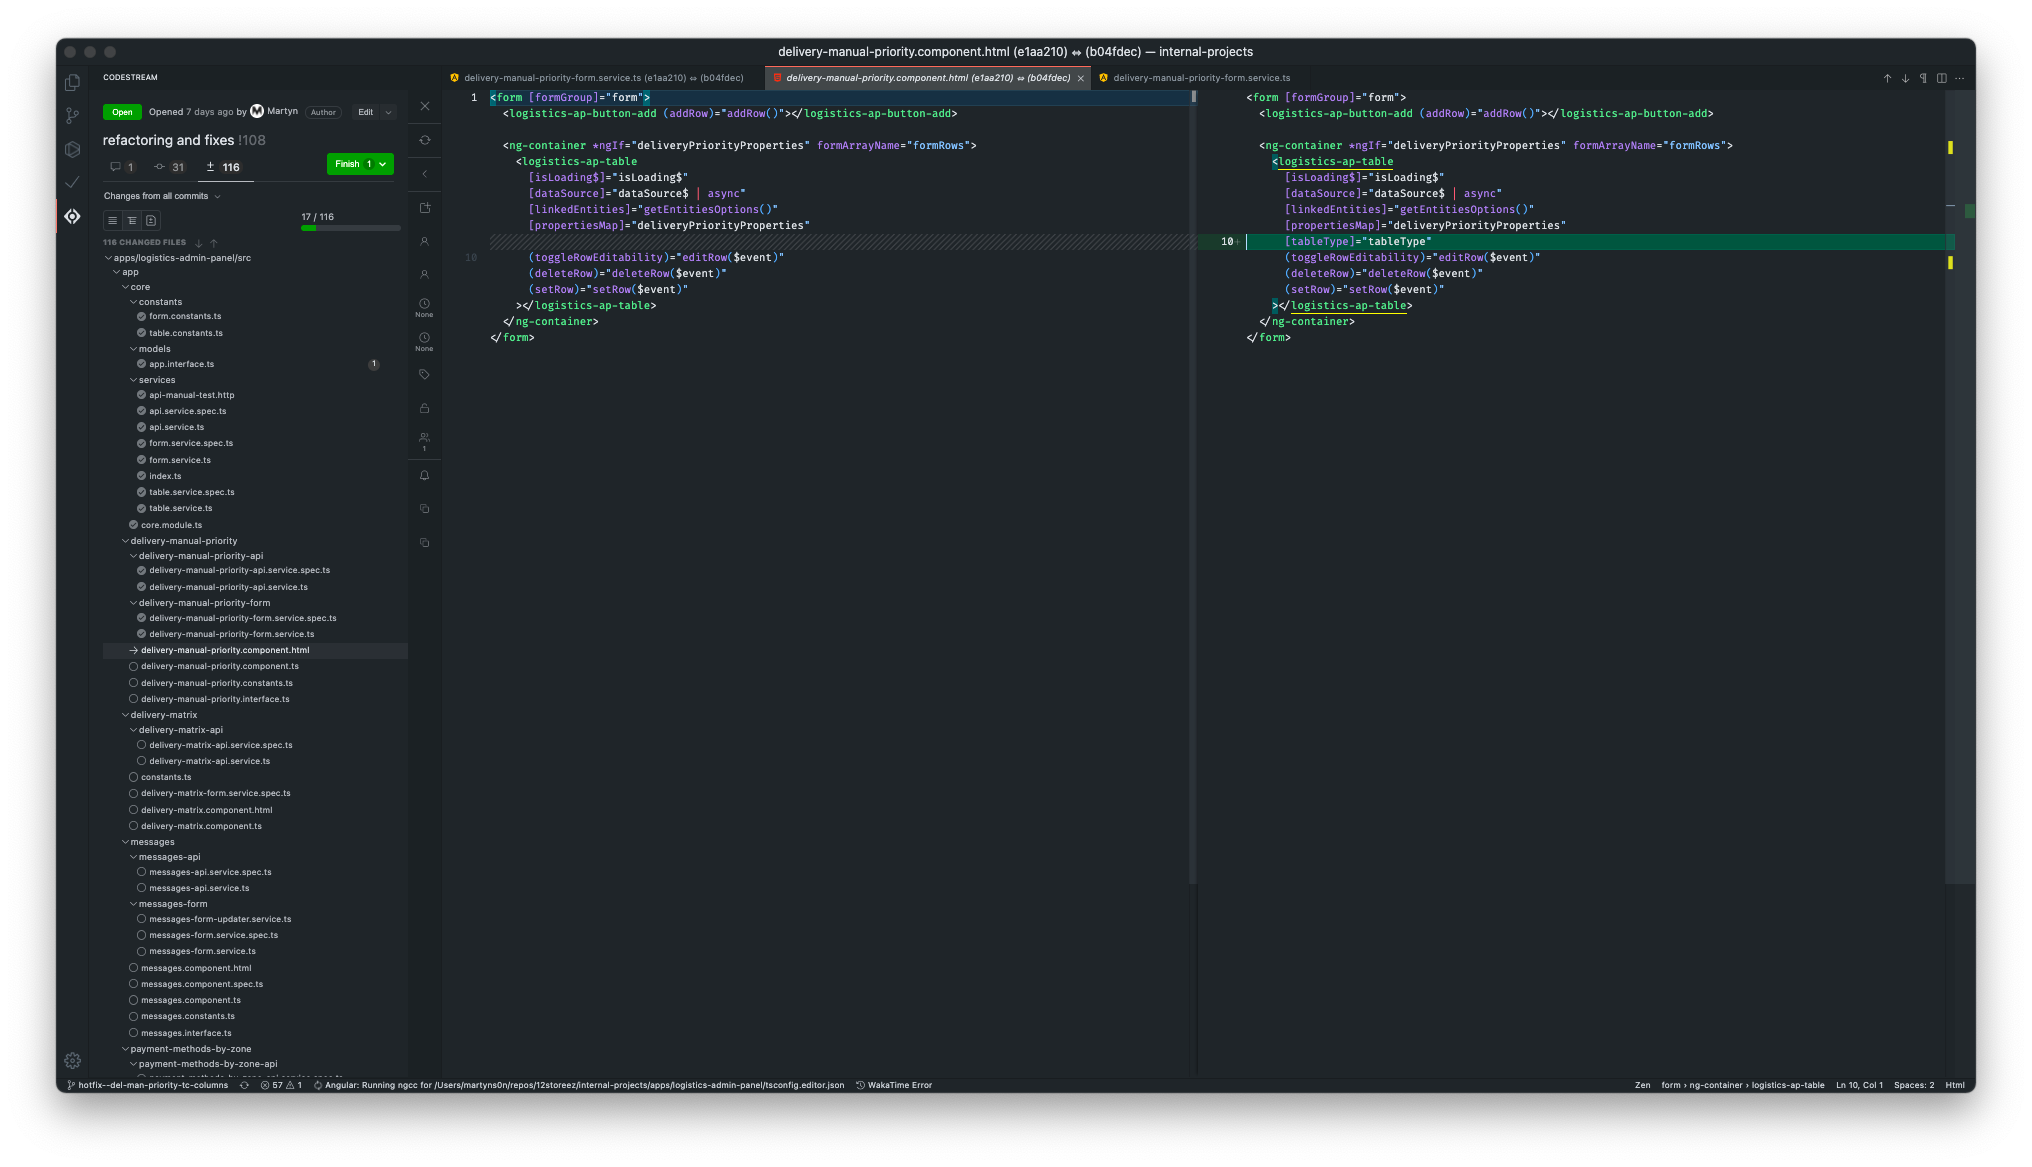 delivery-manual-priority.component.html (e1aa210) ⇔ (b04fdec) — internal-projects
CODESTREAM
Open Opened 7 days ago by Martyn Author Edit
refactoring and fixes !108
1 31 116 Finish 1
Changes from all commits
17 / 116
116 CHANGED FILES
apps/logistics-admin-panel/src
app
core
constants
form.constants.ts
table.constants.ts
models
app.interface.ts 1
services
api-manual-test.http
api.service.spec.ts
api.service.ts
form.service.spec.ts
form.service.ts
index.ts
table.service.spec.ts
table.service.ts
core.module.ts
delivery-manual-priority
delivery-manual-priority-api
delivery-manual-priority-api.service.spec.ts
delivery-manual-priority-api.service.ts
delivery-manual-priority-form
delivery-manual-priority-form.service.spec.ts
delivery-manual-priority-form.service.ts
delivery-manual-priority.component.html
delivery-manual-priority.component.ts
delivery-manual-priority.constants.ts
delivery-manual-priority.interface.ts
delivery-matrix
delivery-matrix-api
delivery-matrix-api.service.spec.ts
delivery-matrix-api.service.ts
constants.ts
delivery-matrix-form.service.spec.ts
delivery-matrix.component.html
delivery-matrix.component.ts
messages
messages-api
messages-api.service.spec.ts
messages-api.service.ts
messages-form
messages-form-updater.service.ts
messages-form.service.spec.ts
messages-form.service.ts
messages.component.html
messages.component.spec.ts
messages.component.ts
messages.constants.ts
messages.interface.ts
payment-methods-by-zone
payment-methods-by-zone-api
None
None
1
delivery-manual-priority-form.service.ts (e1aa210) ⇔ (b04fdec)
delivery-manual-priority.component.html (e1aa210) ⇔ (b04fdec)
delivery-manual-priority-form.service.ts
1 <form [formGroup]="form">
<logistics-ap-button-add (addRow)="addRow()"></logistics-ap-button-add>
<ng-container *ngIf="deliveryPriorityProperties" formArrayName="formRows">
<logistics-ap-table
[isLoading$]="isLoading$"
[dataSource]="dataSource$ | async"
[linkedEntities]="getEntitiesOptions()"
[propertiesMap]="deliveryPriorityProperties"
10 (toggleRowEditability)="editRow($event)"
(deleteRow)="deleteRow($event)"
(setRow)="setRow($event)"
></logistics-ap-table>
</ng-container>
</form>
<form [formGroup]="form">
<logistics-ap-button-add (addRow)="addRow()"></logistics-ap-button-add>
<ng-container *ngIf="deliveryPriorityProperties" formArrayName="formRows">
<logistics-ap-table
[isLoading$]="isLoading$"
[dataSource]="dataSource$ | async"
[linkedEntities]="getEntitiesOptions()"
[propertiesMap]="deliveryPriorityProperties"
10+ [tableType]="tableType"
(toggleRowEditability)="editRow($event)"
(deleteRow)="deleteRow($event)"
(setRow)="setRow($event)"
></logistics-ap-table>
</ng-container>
</form>
hotfix--del-man-priority-tc-columns 57 1 Angular: Running ngcc for /Users/martyns0n/repos/12storeez/internal-projects/apps/logistics-admin-panel/tsconfig.editor.json WakaTime Error Zen form › ng-container › logistics-ap-table Ln 10, Col 1 Spaces: 2 Html